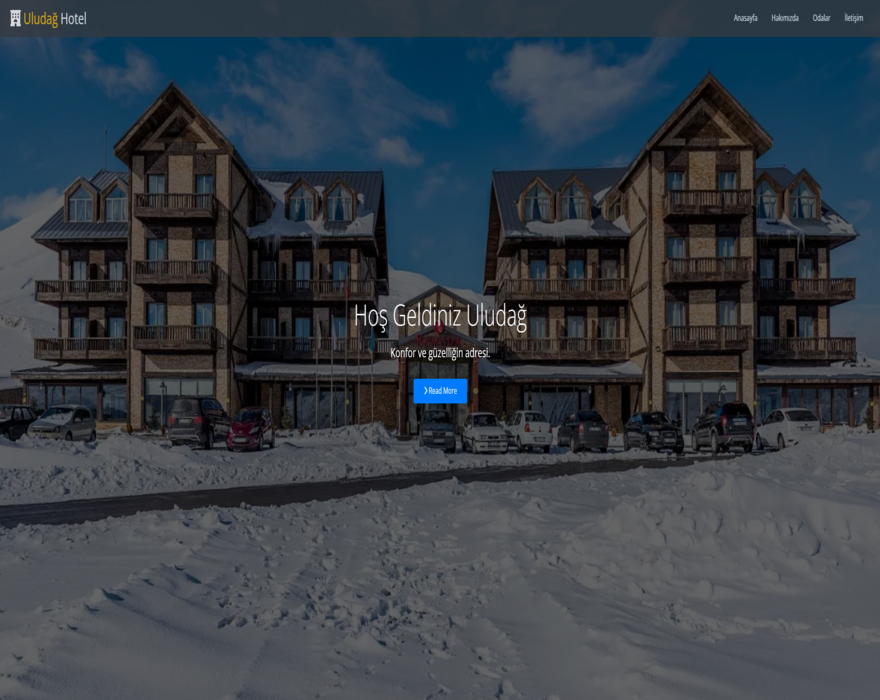 Uludağ Hotel
Anasayfa Hakımızda Odalar İletişim
Hoş Geldiniz Uludağ
Konfor ve güzelliğin adresi.
❯Read More